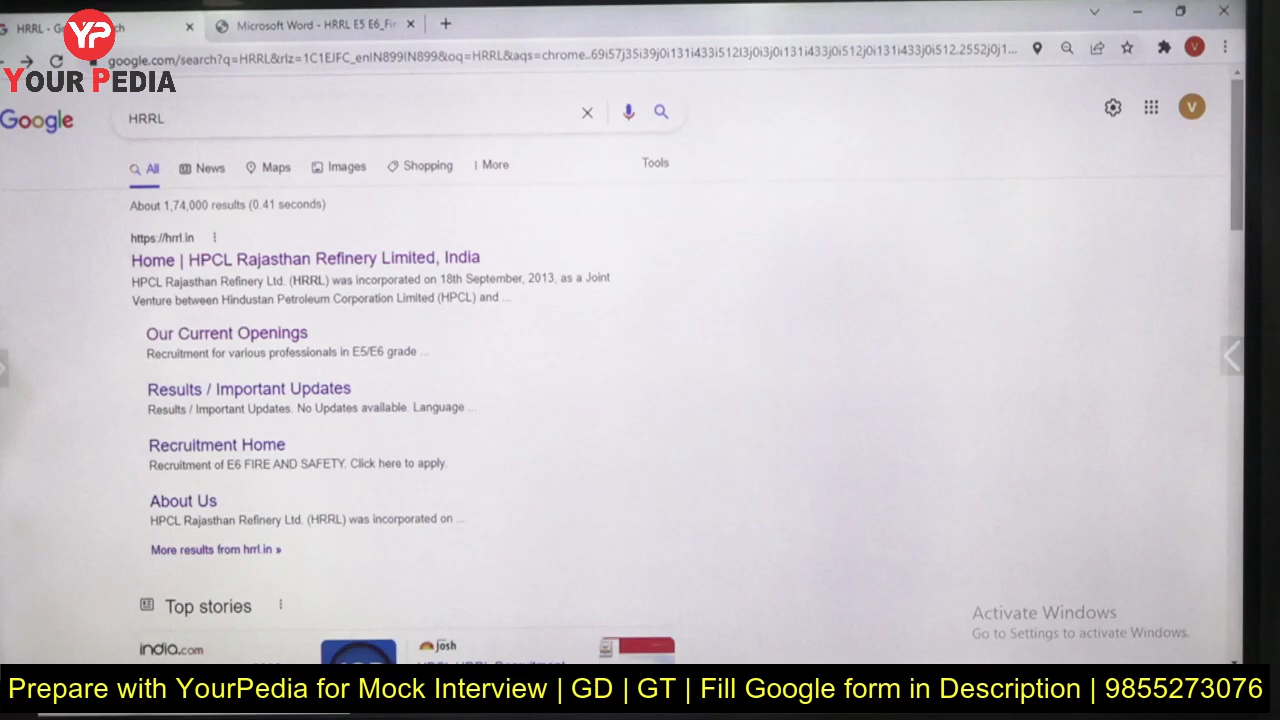 HRRL - Go
ch
Microsoft Word - HRRL E5 E6_Fir
YP
YOUR PEDIA
google.com/search?q=HRRL&rlz=1C1EJFC_enIN899IN899&oq=HRRL&aqs=chrome..69i57j35i39j0i131i433i512l3j0i3j0i131i433j0i512j0i131i433j0i512.2552j0j1...
V
Google
HRRL
V
All
News
Maps
Images
Shopping
More
Tools
About 1,74,000 results (0.41 seconds)
https://hrrl.in
Home | HPCL Rajasthan Refinery Limited, India
HPCL Rajasthan Refinery Ltd. (HRRL) was incorporated on 18th September, 2013, as a Joint
Venture between Hindustan Petroleum Corporation Limited (HPCL) and ...
Our Current Openings
Recruitment for various professionals in E5/E6 grade ...
Results / Important Updates
Results / Important Updates. No Updates available. Language ...
Recruitment Home
Recruitment of E6 FIRE AND SAFETY. Click here to apply.
About Us
HPCL Rajasthan Refinery Ltd. (HRRL) was incorporated on ...
More results from hrrl.in »
Top stories
india.com
josh
Activate Windows
Go to Settings to activate Windows.
Prepare with YourPedia for Mock Interview | GD | GT | Fill Google form in Description | 9855273076